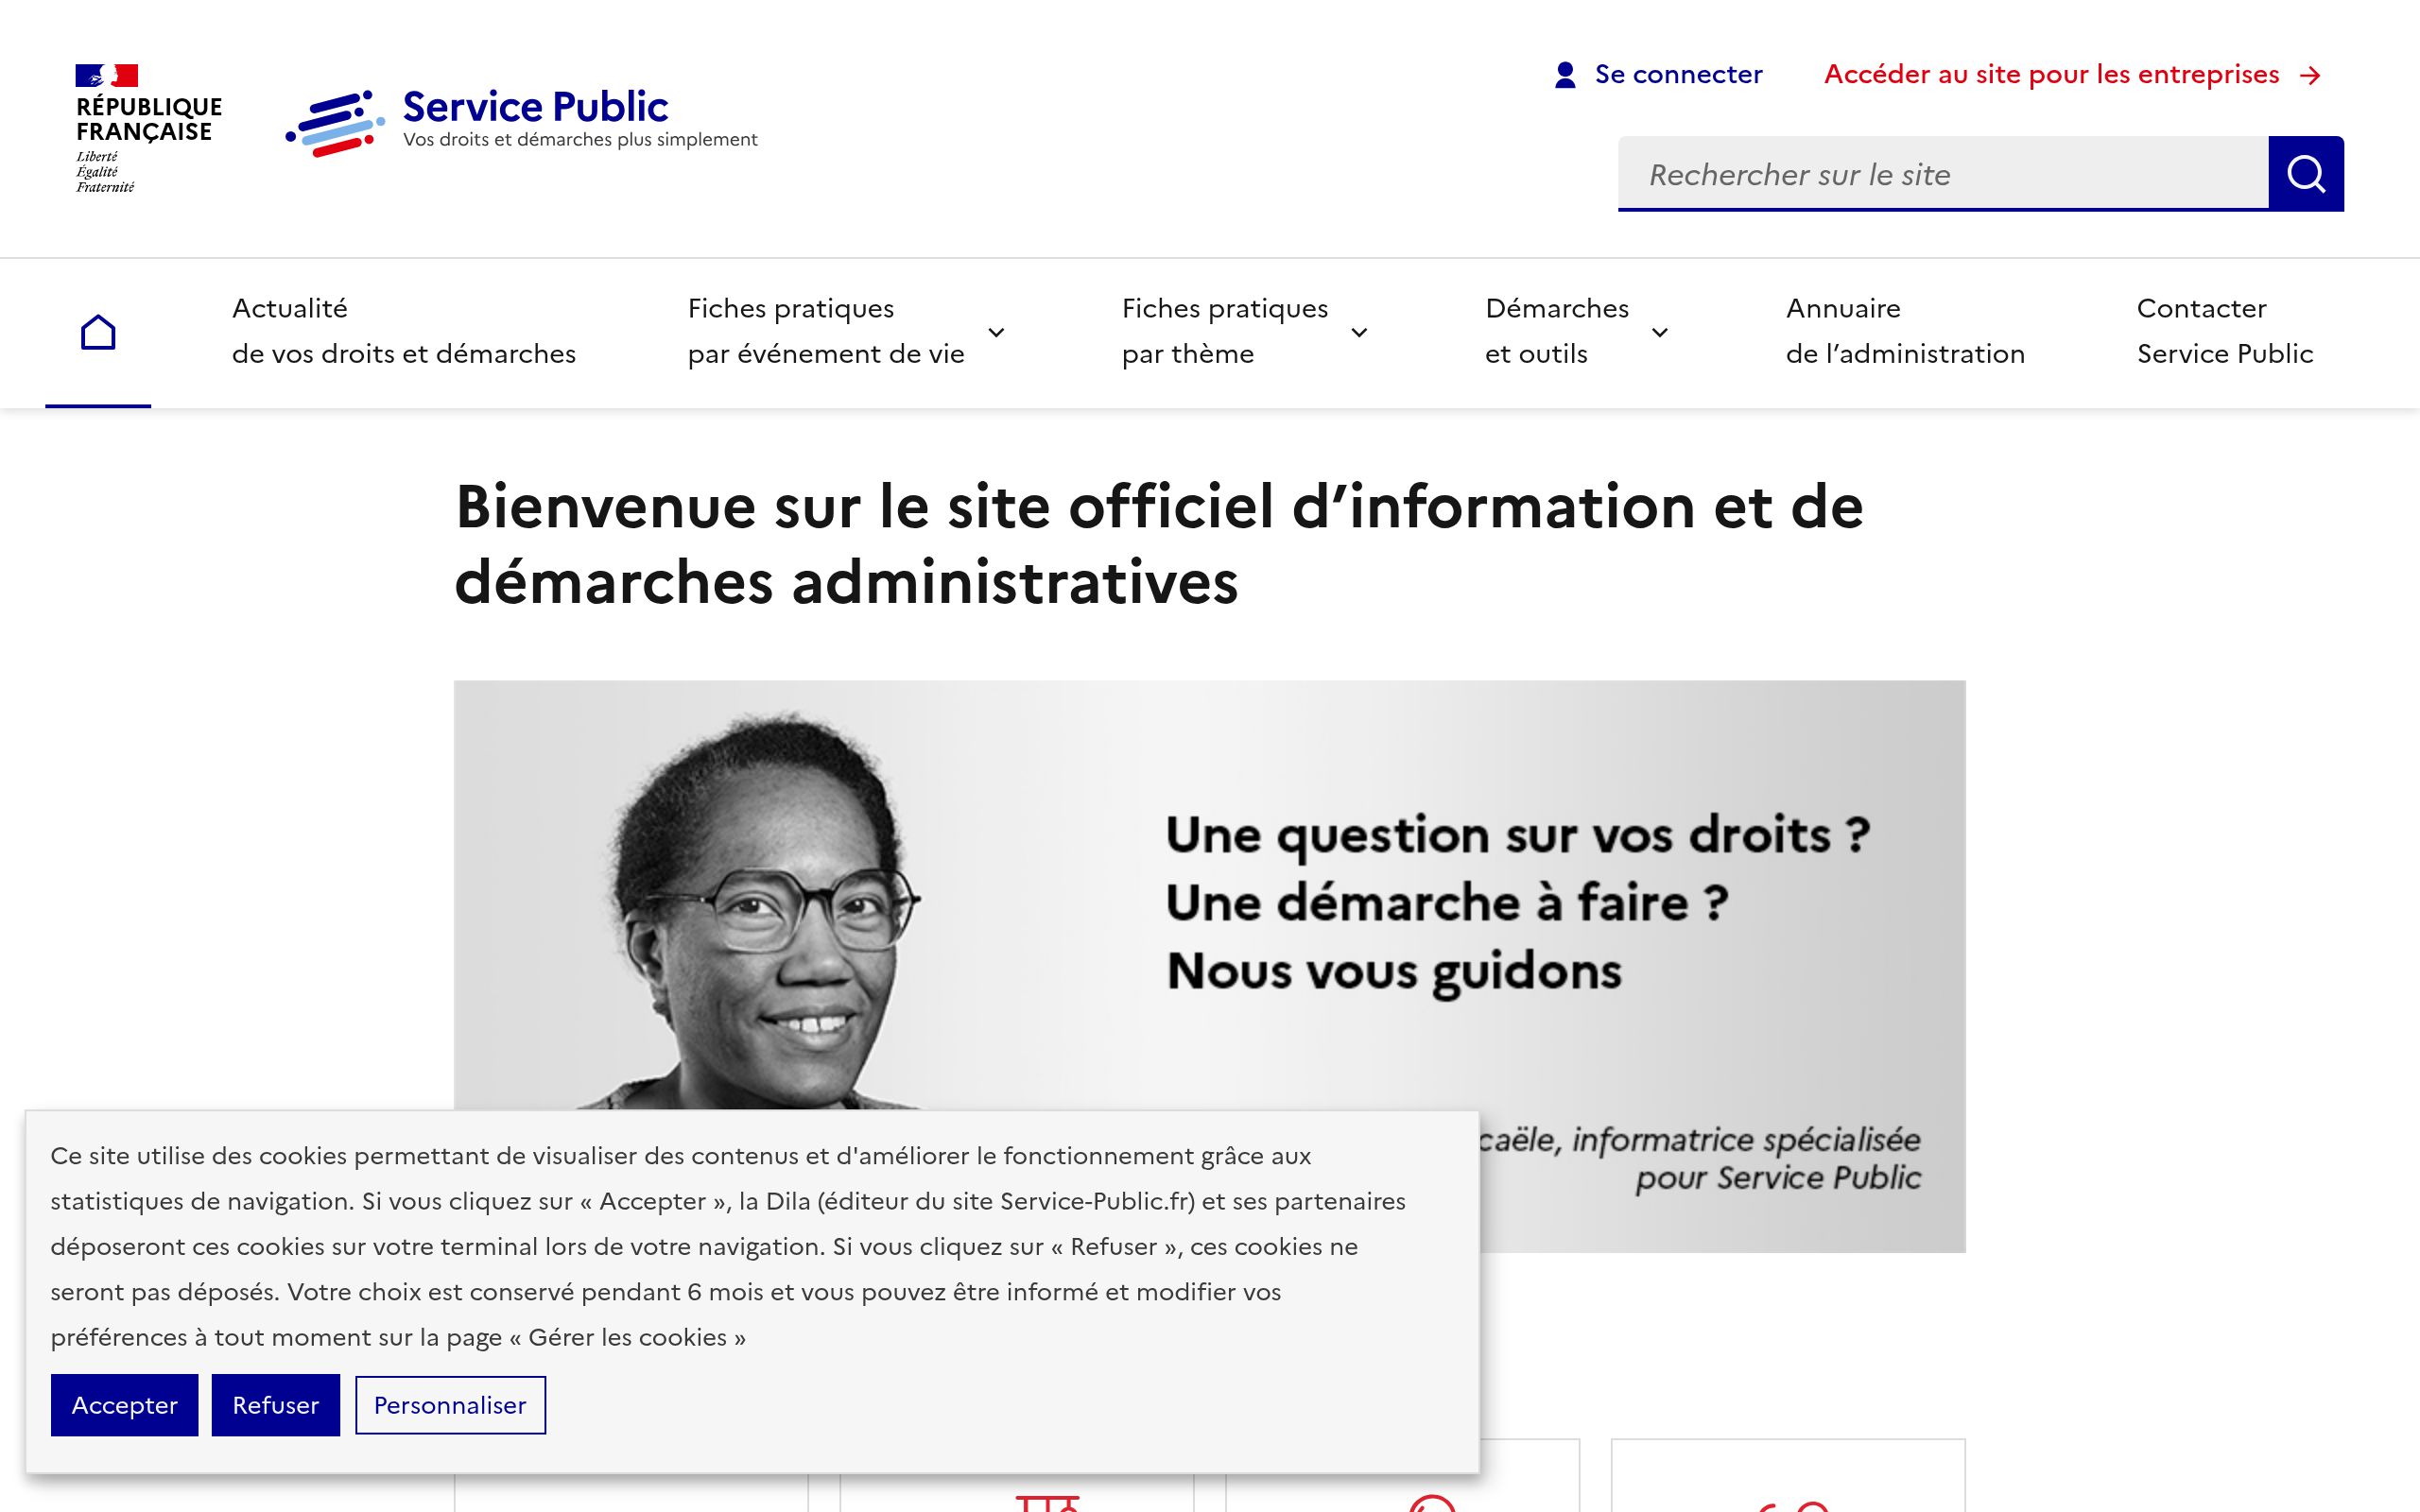 RÉPUBLIQUE
FRANÇAISE
Liberté
Égalité
Fraternité
Service Public
Vos droits et démarches plus simplement
Se connecter
Accéder au site pour les entreprises
Rechercher sur le site
Actualité
de vos droits et démarches
Fiches pratiques
par événement de vie
Fiches pratiques
par thème
Démarches
et outils
Annuaire
de l’administration
Contacter
Service Public
Bienvenue sur le site officiel d’information et de
démarches administratives
Une question sur vos droits ?
Une démarche à faire ?
Nous vous guidons
caële, informatrice spécialisée
pour Service Public
Ce site utilise des cookies permettant de visualiser des contenus et d'améliorer le fonctionnement grâce aux
statistiques de navigation. Si vous cliquez sur « Accepter », la Dila (éditeur du site Service-Public.fr) et ses partenaires
déposeront ces cookies sur votre terminal lors de votre navigation. Si vous cliquez sur « Refuser », ces cookies ne
seront pas déposés. Votre choix est conservé pendant 6 mois et vous pouvez être informé et modifier vos
préférences à tout moment sur la page « Gérer les cookies »
Accepter
Refuser
Personnaliser